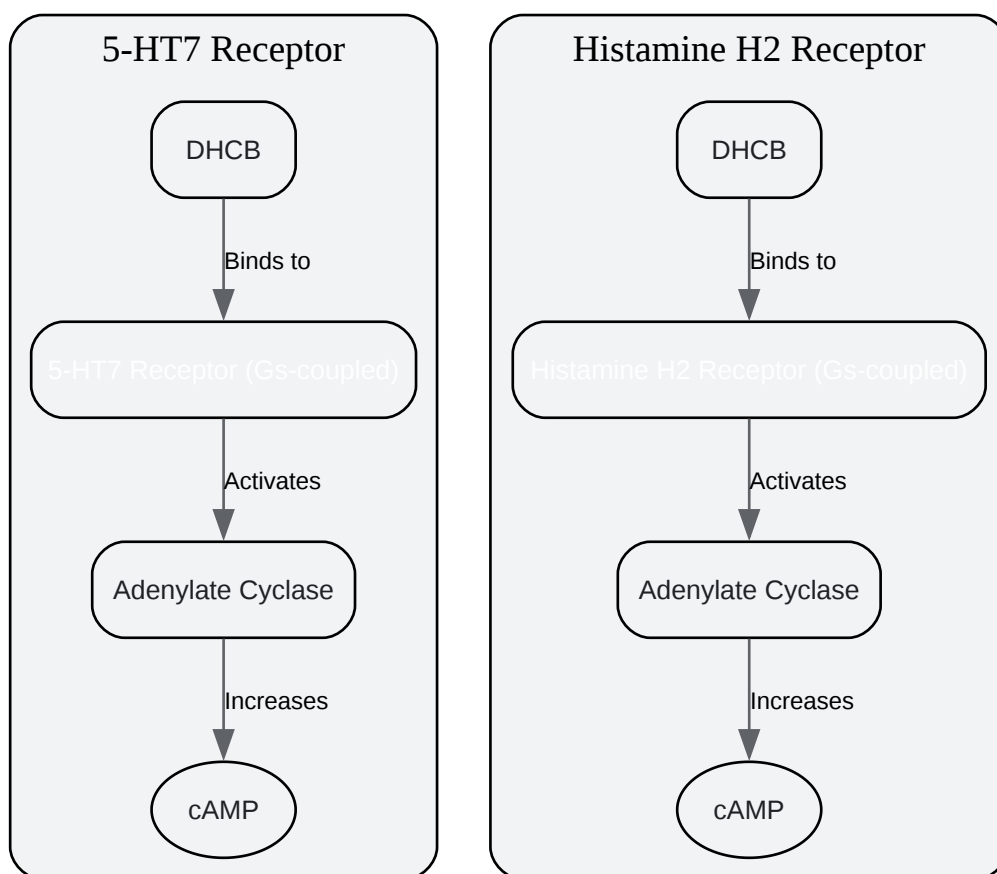 5-HT7 Receptor
DHCB
Binds to
5-HT7 Receptor (Gs-coupled)
Activates
Adenylate Cyclase
Increases
cAMP
Histamine H2 Receptor
DHCB
Binds to
Histamine H2 Receptor (Gs-coupled)
Activates
Adenylate Cyclase
Increases
cAMP